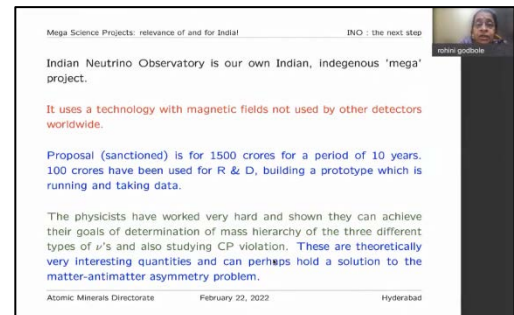 Mega Science Projects: relevance of and for India! INO : the next step
rohini godbole
Indian Neutrino Observatory is our own Indian, indegenous 'mega'
project.
It uses a technology with magnetic fields not used by other detectors
worldwide.
Proposal (sanctioned) is for 1500 crores for a period of 10 years.
100 crores have been used for R & D, building a prototype which is
running and taking data.
The physicists have worked very hard and shown they can achieve
their goals of determination of mass hierarchy of the three different
types of ν's and also studying CP violation. These are theoretically
very interesting quantities and can perhaps hold a solution to the
matter-antimatter asymmetry problem.
Atomic Minerals Directorate February 22, 2022 Hyderabad